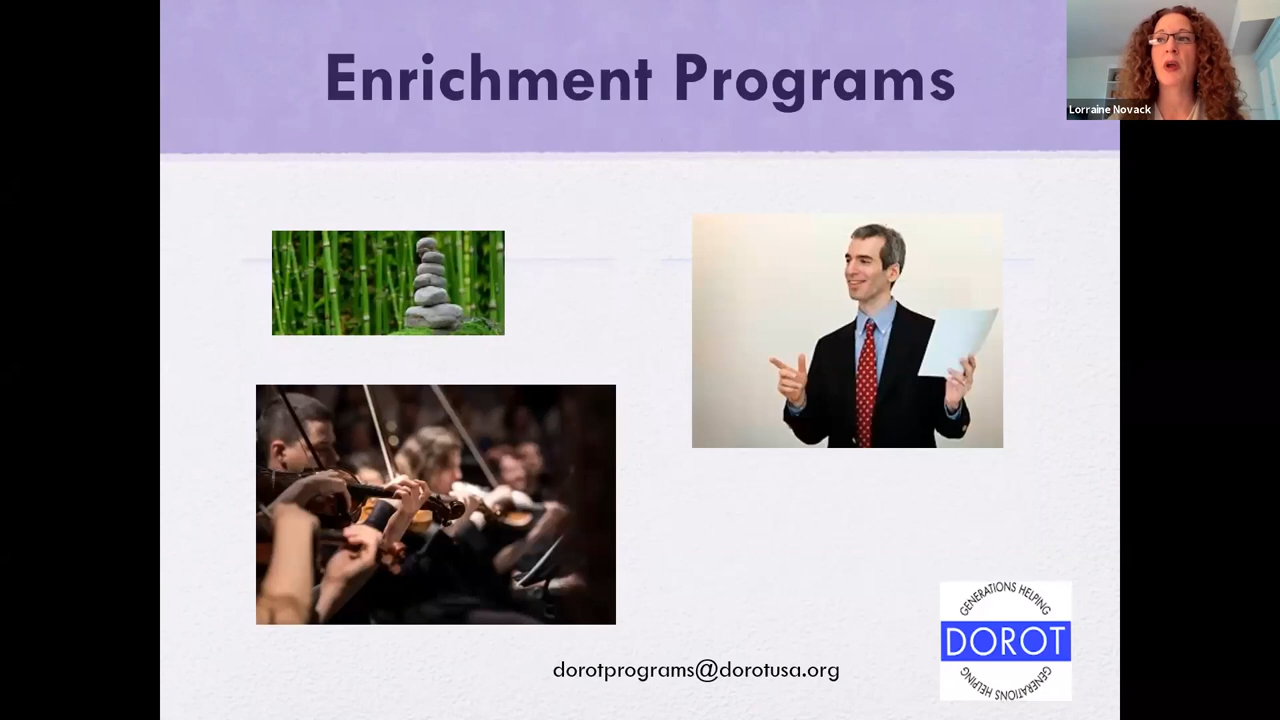 Enrichment Programs
Lorraine Novack
GENERATIONS HELPING
DOROT
GENERATIONS HELPING
dorotprograms@dorotusa.org